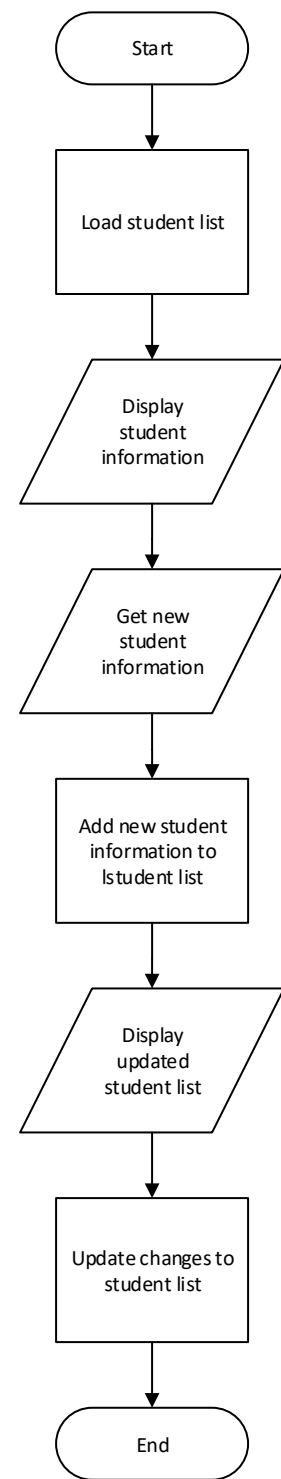 Start
Load student list
Display
student
information
Get new
student
information
Add new student
information to
lstudent list
Display
updated
student list
Update changes to
student list
End